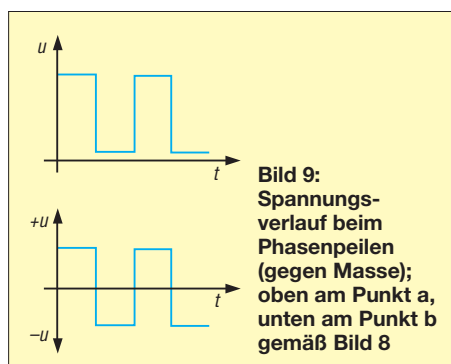 u
t
+u
t
–u
Bild 9:
Spannungs-
verlauf beim
Phasenpeilen
(gegen Masse);
oben am Punkt a,
unten am Punkt b
gemäß Bild 8